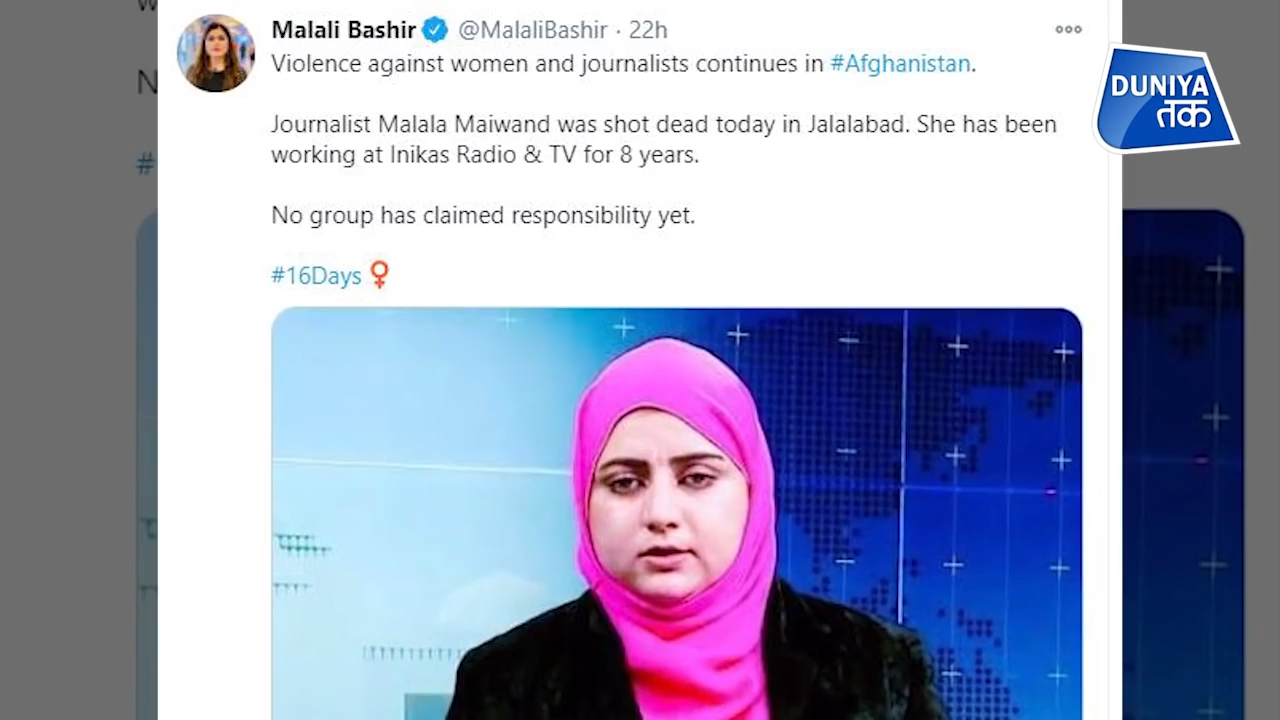 Malali Bashir @MalaliBashir · 22h
Violence against women and journalists continues in #Afghanistan.
Journalist Malala Maiwand was shot dead today in Jalalabad. She has been
working at Inikas Radio & TV for 8 years.
No group has claimed responsibility yet.
#16Days
DUNIYA
तक